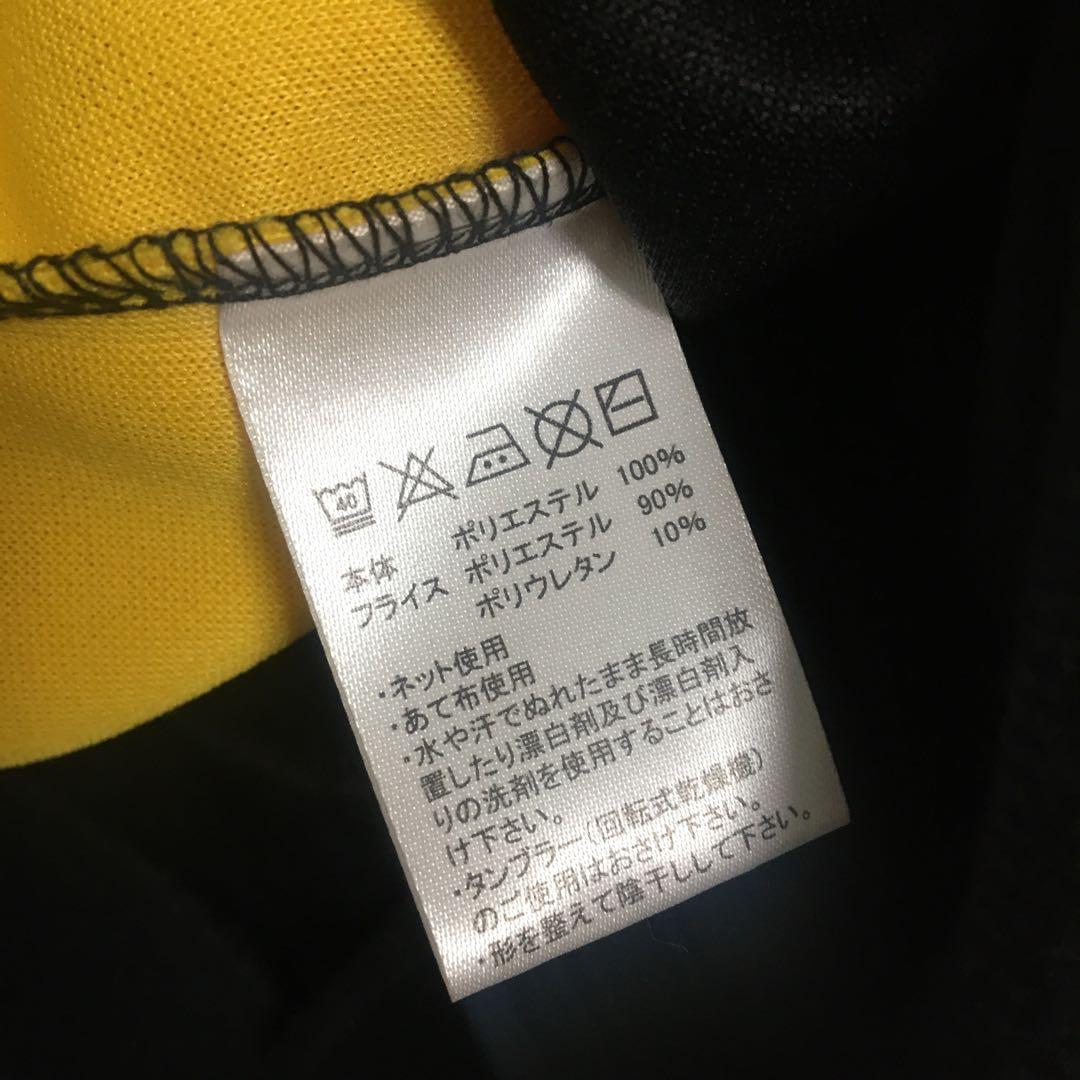 40
本体 ポリエステル 100%
フライス ポリエステル 90%
ポリウレタン 10%
・ネット使用
・あて布使用
・水や汗でぬれたまま長時間放
置したり漂白剤及び漂白剤入
りの洗剤を使用することはおさ
け下さい。
・タンブラー(回転式乾燥機)
のご使用はおさけ下さい。
・形を整えて陰干しして下さい。